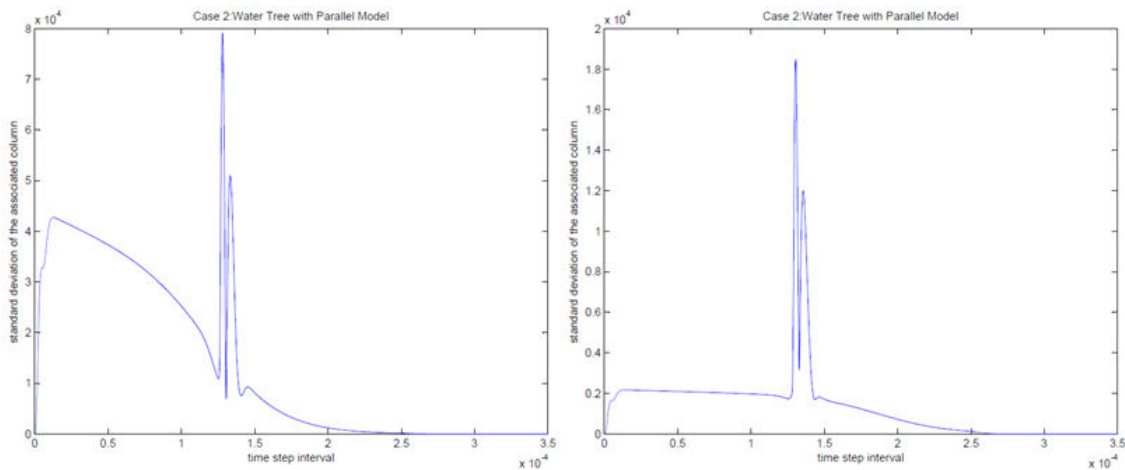 Case 2:Water Tree with Parallel Model
x 10^4
8
7
6
5
4
3
2
1
0
standard deviation of the associated column
0 0.5 1 1.5 2 2.5 3 3.5
time step interval
x 10^-4
Case 2:Water Tree with Parallel Model
x 10^4
2
1.8
1.6
1.4
1.2
1
0.8
0.6
0.4
0.2
0
standard deviation of the associated column
0 0.5 1 1.5 2 2.5 3 3.5
time step interval
x 10^-4